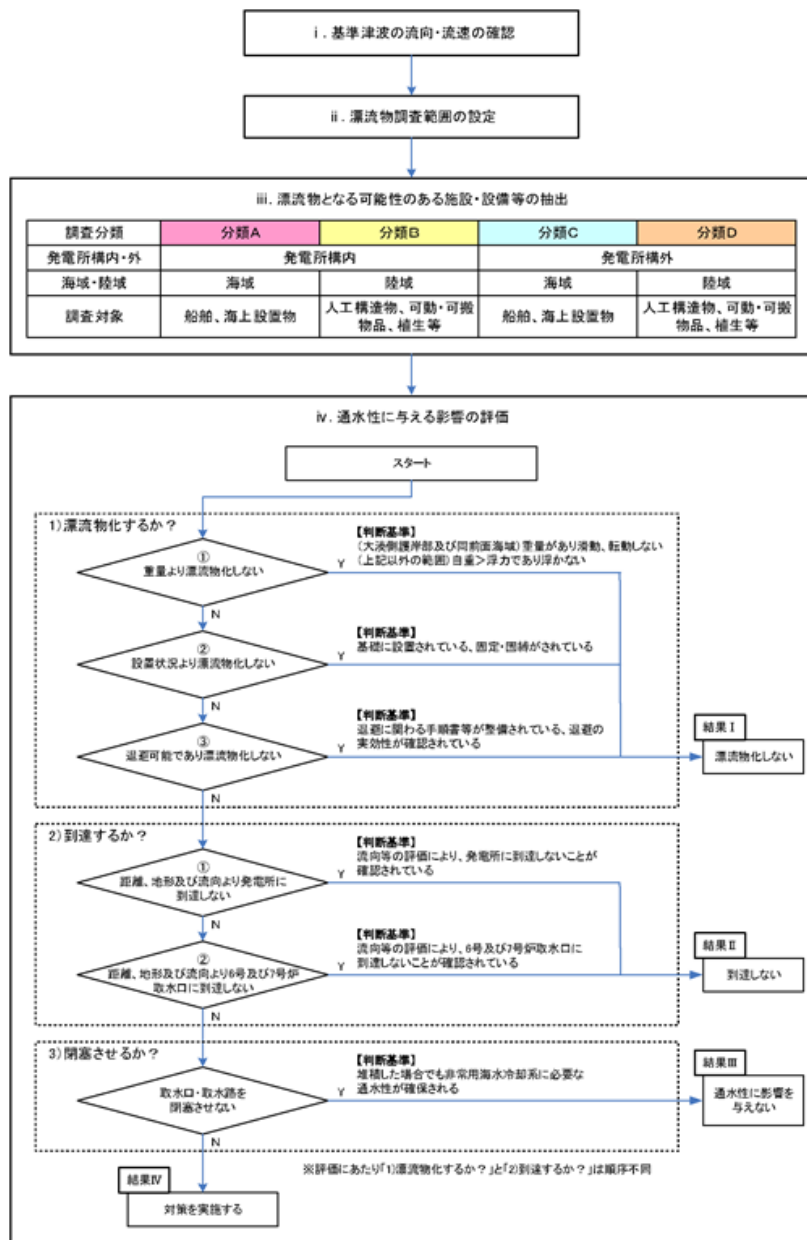 ⅰ. 基準津波の流向・流速の確認
ⅱ. 漂流物調査範囲の設定
ⅲ. 漂流物となる可能性のある施設・設備等の抽出
調査分類 分類A 分類B 分類C 分類D
発電所構内・外 発電所構内 発電所構外
海域・陸域 海域 陸域 海域 陸域
調査対象 船舶、海上設置物 人工構造物、可動・可搬物品、植生等 船舶、海上設置物 人工構造物、可動・可搬物品、植生等
ⅳ. 通水性に与える影響の評価
スタート
1)漂流物化するか？
①
重量より漂流物化しない
Y
N
【判断基準】
(大湊側護岸部及び同前面海域)重量があり滑動、転動しない
(上記以外の範囲)自重＞浮力であり浮かない
②
設置状況より漂流物化しない
Y
N
【判断基準】
基礎に設置されている、固定・固縛がされている
③
退避可能であり漂流物化しない
Y
N
【判断基準】
退避に関わる手順書等が整備されている、退避の
実効性が確認されている
結果Ⅰ
漂流物化しない
2)到達するか？
①
距離、地形及び流向より発電所に
到達しない
Y
N
【判断基準】
流向等の評価により、発電所に到達しないことが
確認されている
②
距離、地形及び流向より6号及び7号炉
取水口に到達しない
Y
N
【判断基準】
流向等の評価により、6号及び7号炉取水口に
到達しないことが確認されている
結果Ⅱ
到達しない
3)閉塞させるか？
取水口・取水路を
閉塞させない
Y
N
【判断基準】
堆積した場合でも非常用海水冷却系に必要な
通水性が確保される
結果Ⅲ
通水性に影響を
与えない
※評価にあたり｢1)漂流物化するか？｣と｢2)到達するか？｣は順序不同
結果Ⅳ
対策を実施する